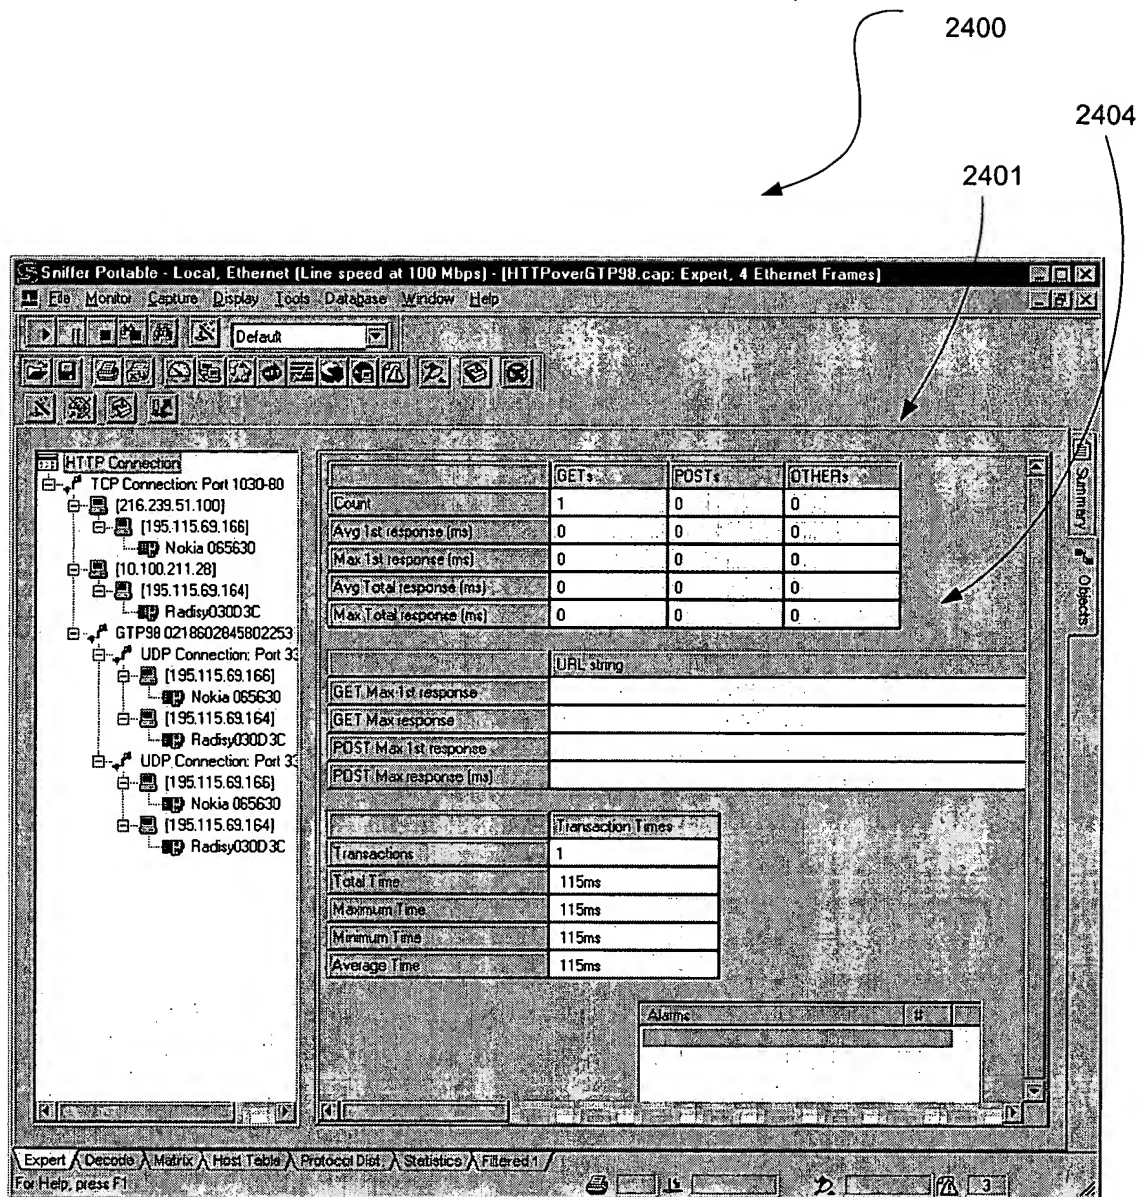 2400
2404
2401
Sniffer Portable - Local, Ethernet (Line speed at 100 Mbps) - [HTTPoverGTP98.cap: Expert, 4 Ethernet Frames]
File Monitor Capture Display Tools Database Window Help
Default
HTTP Connection
TCP Connection: Port 1030-80
[216.239.51.100]
[195.115.69.166]
Nokia 065630
[10.100.211.28]
[195.115.69.164]
Radisy030D3C
GTP98 0218602845802253
UDP Connection: Port 33
[195.115.69.166]
Nokia 065630
[195.115.69.164]
Radisy030D3C
UDP Connection: Port 33
[195.115.69.166]
Nokia 065630
[195.115.69.164]
Radisy030D3C
GETs POSTs OTHERs
Count 1 0 0
Avg 1st response (ms) 0 0 0
Max 1st response (ms) 0 0 0
Avg Total response (ms) 0 0 0
Max Total response (ms) 0 0 0
URL string
GET Max 1st response
GET Max response
POST Max 1st response
POST Max response (ms)
Transaction Times
Transactions 1
Total Time 115ms
Maximum Time 115ms
Minimum Time 115ms
Average Time 115ms
Alarms #
Summary
Objects
Expert Decode Matrix Host Table Protocol Dist. Statistics Filtered 1
For Help, press F1
3